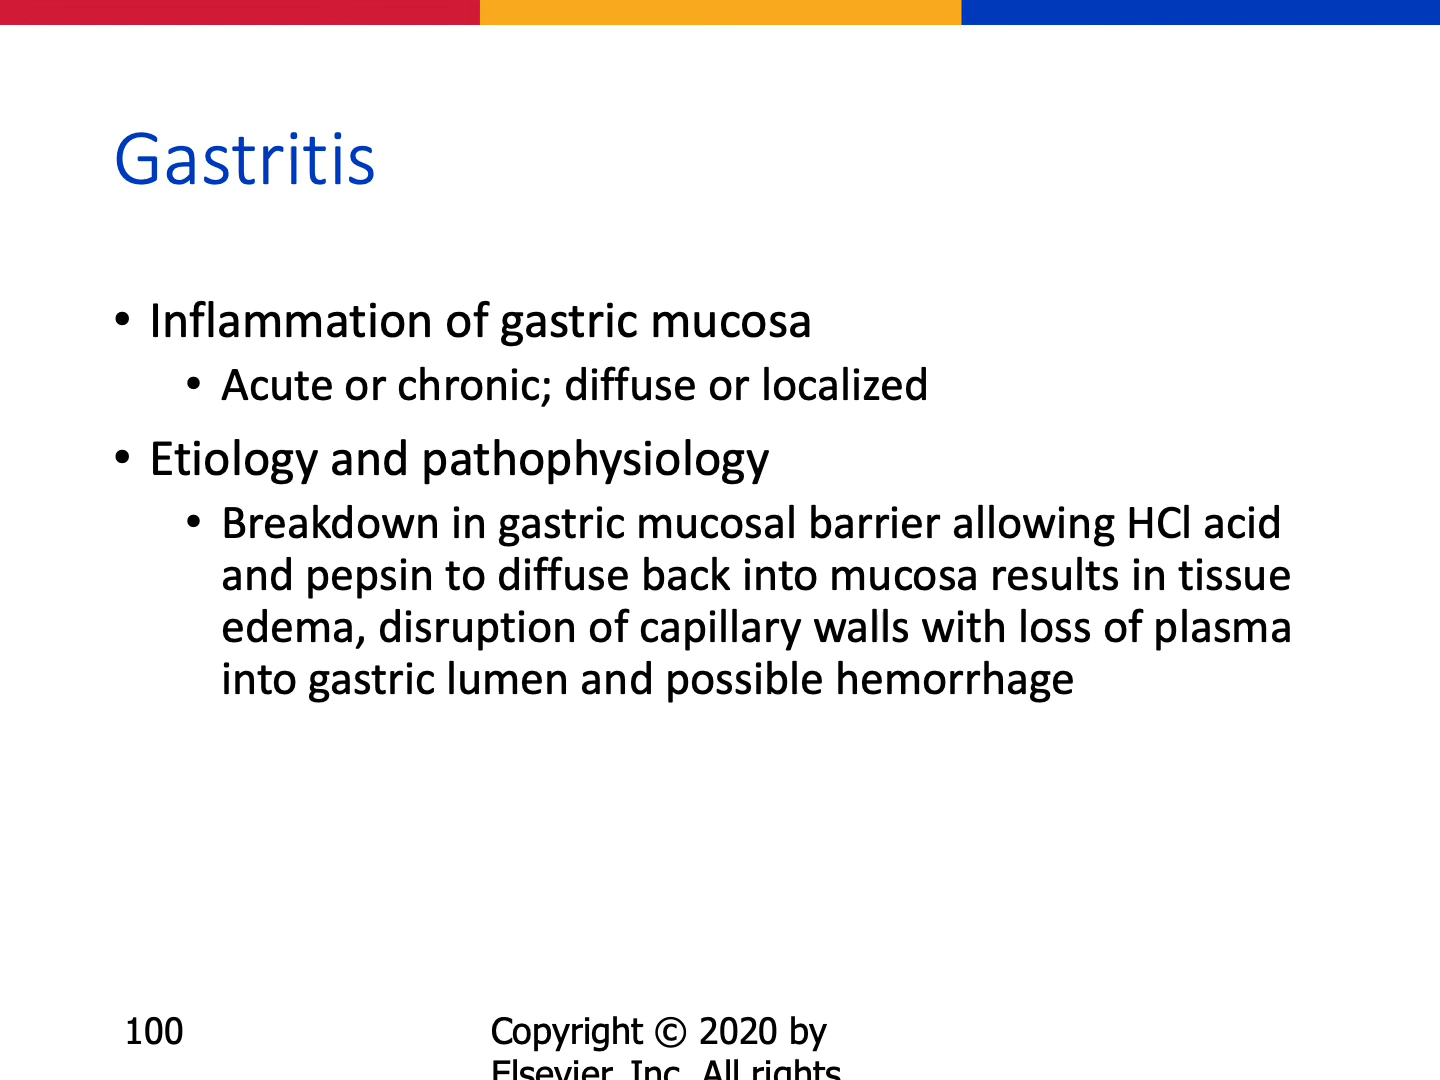 Gastritis
• Inflammation of gastric mucosa
• Acute or chronic; diffuse or localized
• Etiology and pathophysiology
• Breakdown in gastric mucosal barrier allowing HCl acid
and pepsin to diffuse back into mucosa results in tissue
edema, disruption of capillary walls with loss of plasma
into gastric lumen and possible hemorrhage
100
Copyright © 2020 by
Elsevier, Inc. All rights